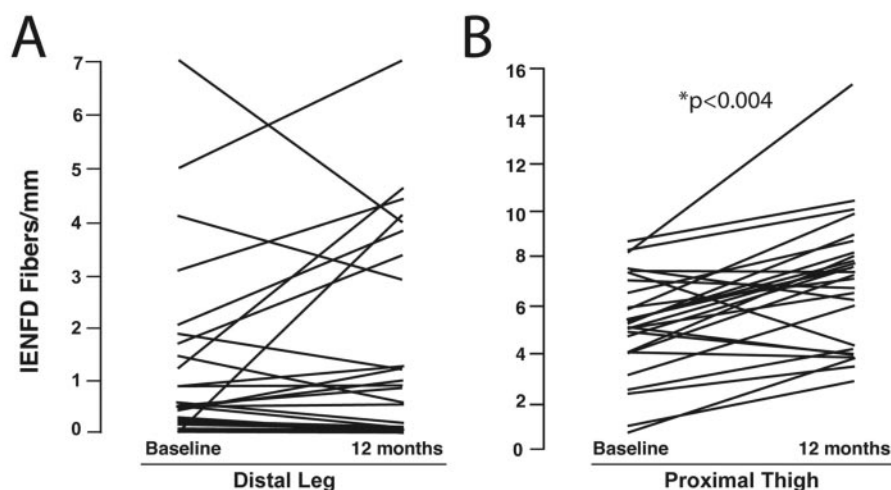 A
IENFD Fibers/mm
7
6
5
4
3
2
1
0
Baseline
12 months
Distal Leg
B
*p<0.004
16
14
12
10
8
6
4
2
0
Baseline
12 months
Proximal Thigh